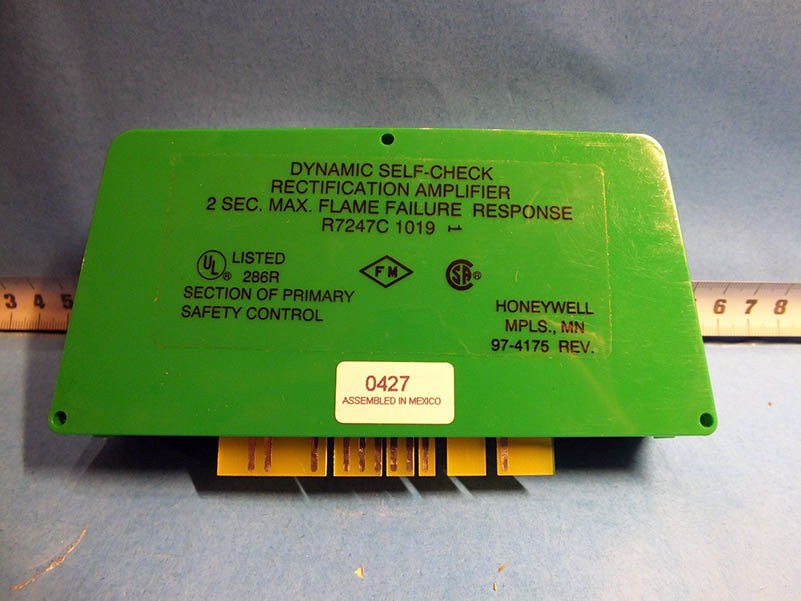 DYNAMIC SELF-CHECK
RECTIFICATION AMPLIFIER
2 SEC. MAX. FLAME FAILURE RESPONSE
R7247C 1019 1
UL ® LISTED
286R
SECTION OF PRIMARY
SAFETY CONTROL
FM
SA ®
HONEYWELL
MPLS., MN
97-4175 REV.
0427
ASSEMBLED IN MEXICO
3 4 5
6 7 8